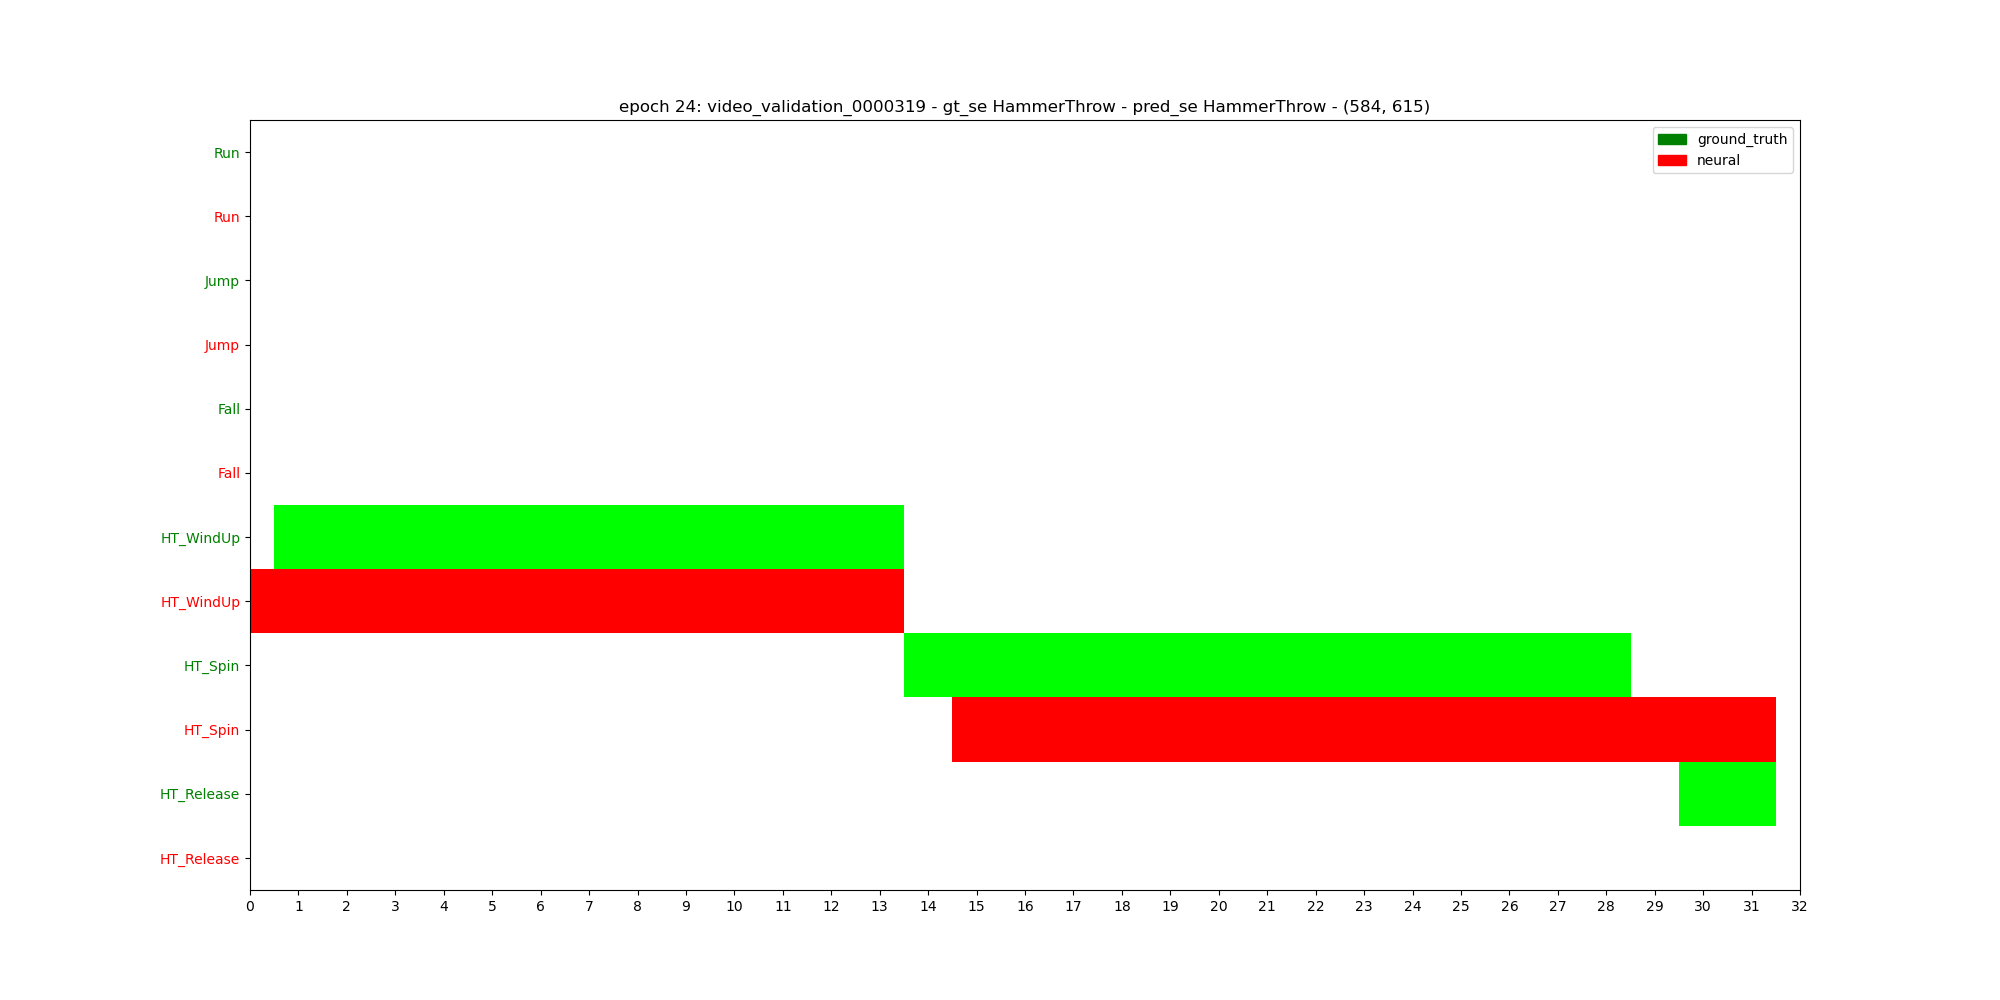 epoch 24: video_validation_0000319 - gt_se HammerThrow - pred_se HammerThrow - (584, 615)
ground_truth
neural
Run
Run
Jump
Jump
Fall
Fall
HT_WindUp
HT_WindUp
HT_Spin
HT_Spin
HT_Release
HT_Release
0 1 2 3 4 5 6 7 8 9 10 11 12 13 14 15 16 17 18 19 20 21 22 23 24 25 26 27 28 29 30 31 32